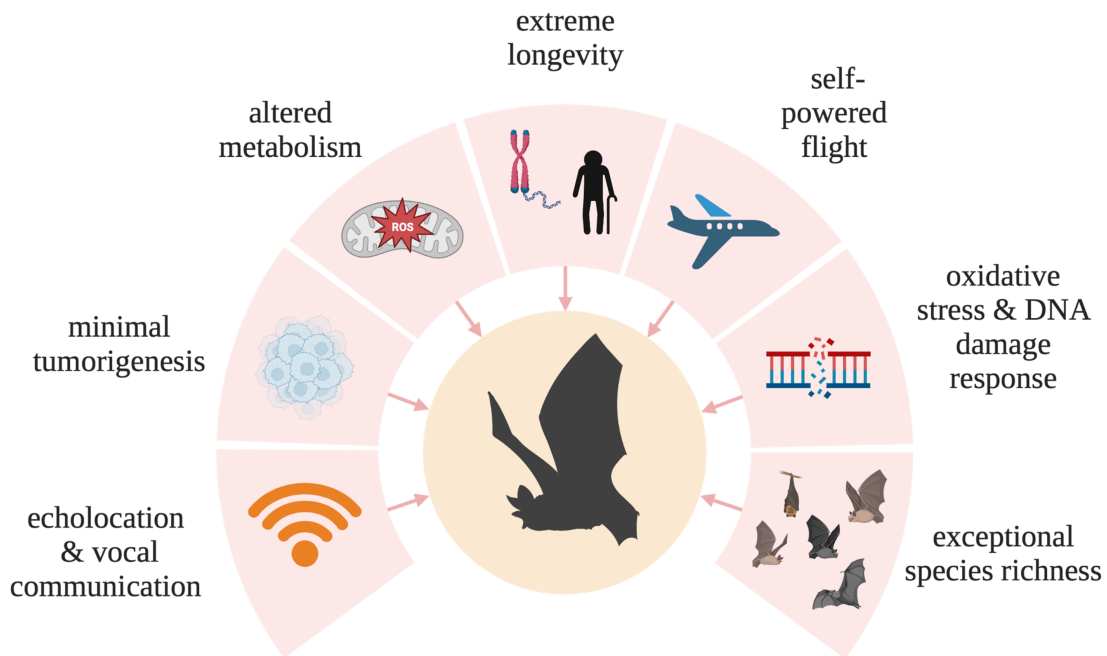 extreme
longevity
self-
powered
flight
altered
metabolism
ROS
oxidative
stress & DNA
damage
response
minimal
tumorigenesis
echolocation
& vocal
communication
exceptional
species richness